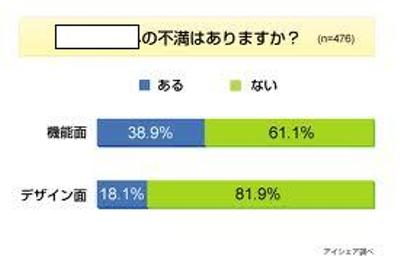 の不満はありますか？ (n=476)
ある ない
機能面 38.9% 61.1%
デザイン面 18.1% 81.9%
アイシェア調べ